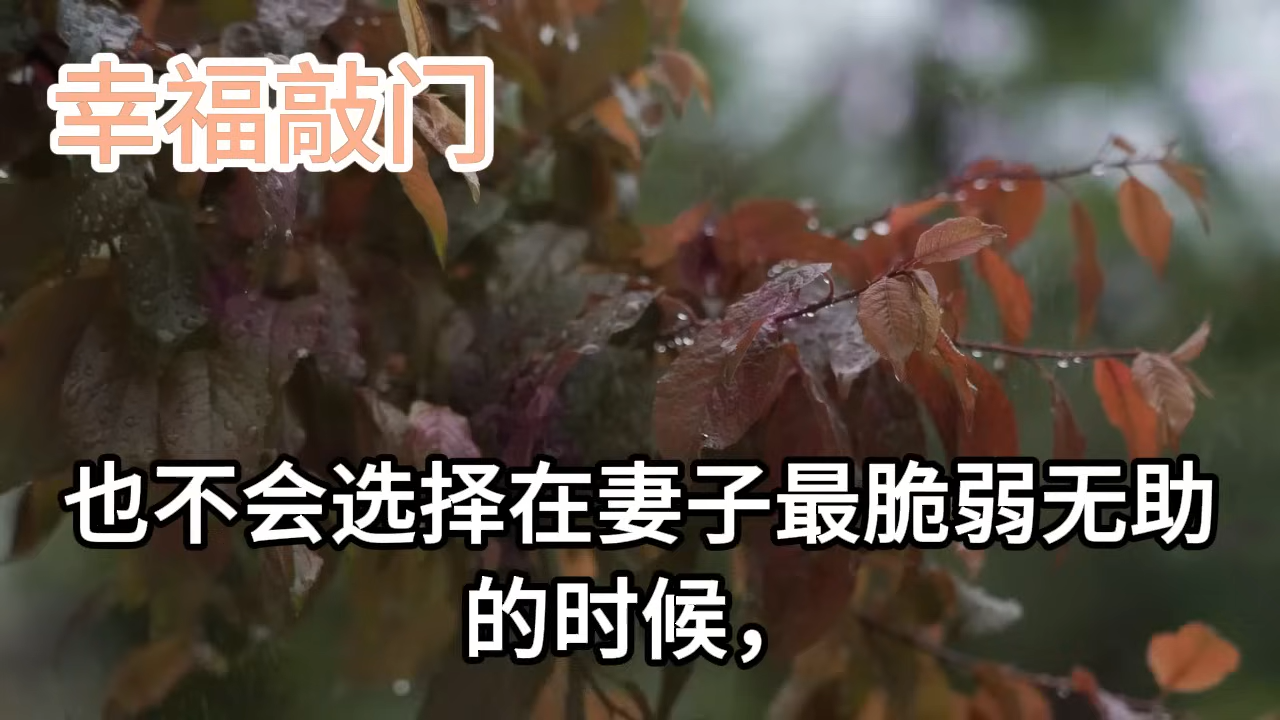 幸福敲门
也不会选择在妻子最脆弱无助
的时候，